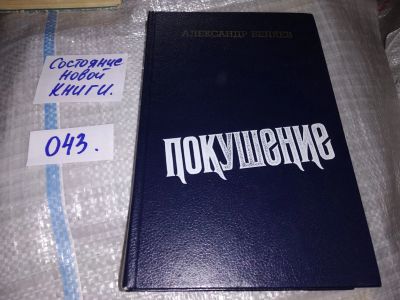 Состояние
новой
книги.
043.
АЛЕКСАНДР БЕЛЯЕВ
ПОКУШЕНИЕ